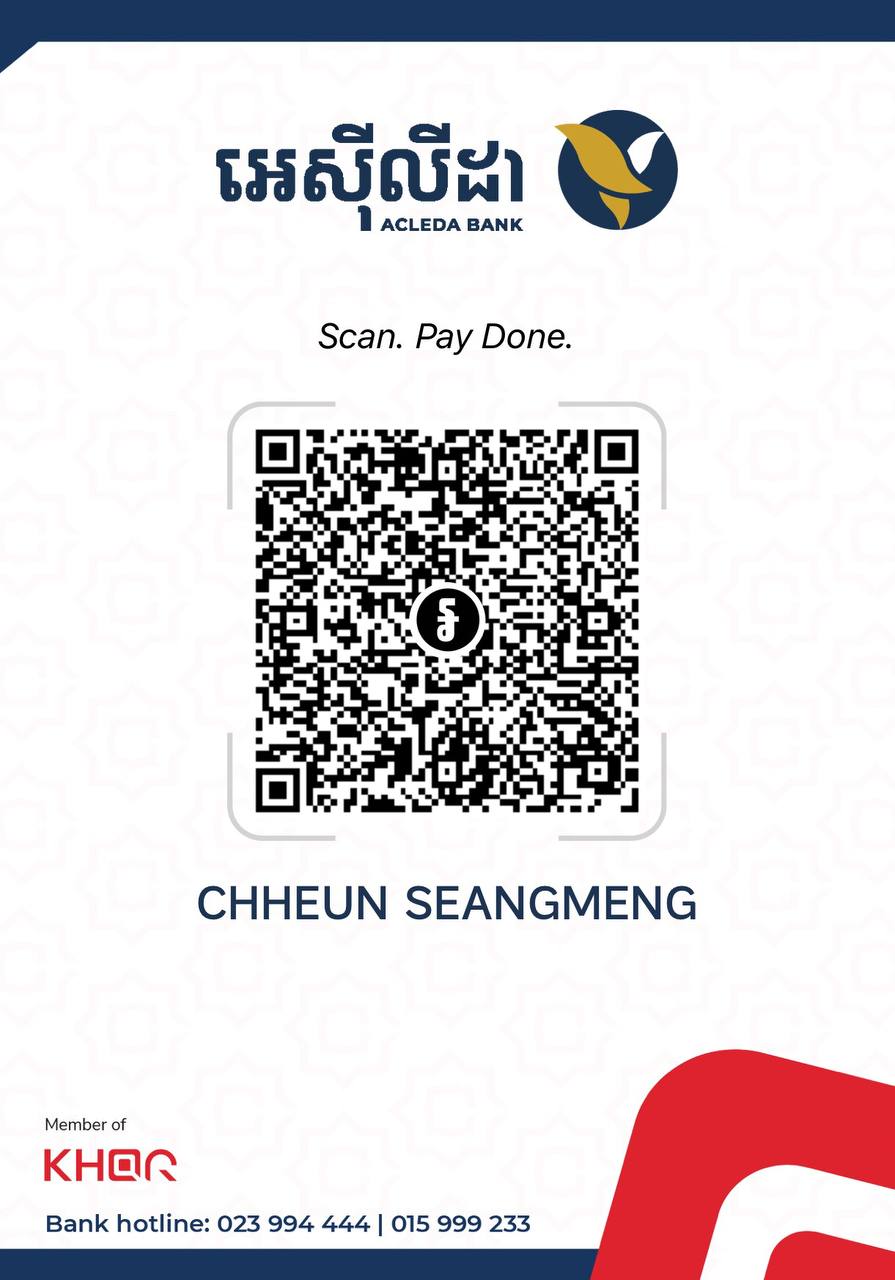 អេស៊ីលីដា
ACLEDA BANK
Scan. Pay Done.
៛
CHHEUN SEANGMENG
Member of
KHQR
Bank hotline: 023 994 444 | 015 999 233